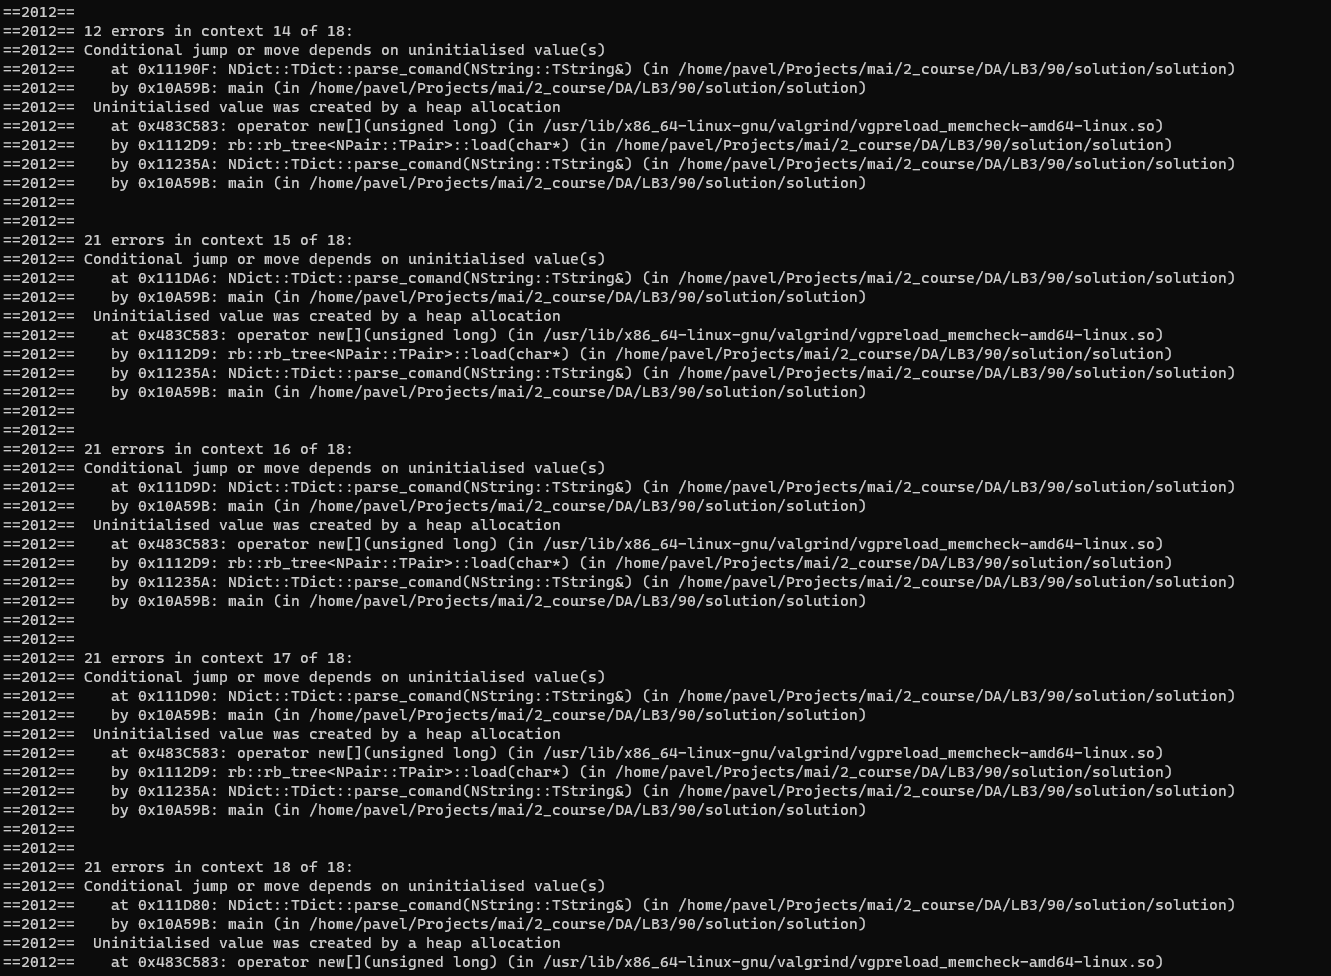 ==2012==
==2012== 12 errors in context 14 of 18:
==2012== Conditional jump or move depends on uninitialised value(s)
==2012==    at 0x11190F: NDict::TDict::parse_comand(NString::TString&) (in /home/pavel/Projects/mai/2_course/DA/LB3/90/solution/solution)
==2012==    by 0x10A59B: main (in /home/pavel/Projects/mai/2_course/DA/LB3/90/solution/solution)
==2012==  Uninitialised value was created by a heap allocation
==2012==    at 0x483C583: operator new[](unsigned long) (in /usr/lib/x86_64-linux-gnu/valgrind/vgpreload_memcheck-amd64-linux.so)
==2012==    by 0x1112D9: rb::rb_tree<NPair::TPair>::load(char*) (in /home/pavel/Projects/mai/2_course/DA/LB3/90/solution/solution)
==2012==    by 0x11235A: NDict::TDict::parse_comand(NString::TString&) (in /home/pavel/Projects/mai/2_course/DA/LB3/90/solution/solution)
==2012==    by 0x10A59B: main (in /home/pavel/Projects/mai/2_course/DA/LB3/90/solution/solution)
==2012==
==2012==
==2012== 21 errors in context 15 of 18:
==2012== Conditional jump or move depends on uninitialised value(s)
==2012==    at 0x111DA6: NDict::TDict::parse_comand(NString::TString&) (in /home/pavel/Projects/mai/2_course/DA/LB3/90/solution/solution)
==2012==    by 0x10A59B: main (in /home/pavel/Projects/mai/2_course/DA/LB3/90/solution/solution)
==2012==  Uninitialised value was created by a heap allocation
==2012==    at 0x483C583: operator new[](unsigned long) (in /usr/lib/x86_64-linux-gnu/valgrind/vgpreload_memcheck-amd64-linux.so)
==2012==    by 0x1112D9: rb::rb_tree<NPair::TPair>::load(char*) (in /home/pavel/Projects/mai/2_course/DA/LB3/90/solution/solution)
==2012==    by 0x11235A: NDict::TDict::parse_comand(NString::TString&) (in /home/pavel/Projects/mai/2_course/DA/LB3/90/solution/solution)
==2012==    by 0x10A59B: main (in /home/pavel/Projects/mai/2_course/DA/LB3/90/solution/solution)
==2012==
==2012==
==2012== 21 errors in context 16 of 18:
==2012== Conditional jump or move depends on uninitialised value(s)
==2012==    at 0x111D9D: NDict::TDict::parse_comand(NString::TString&) (in /home/pavel/Projects/mai/2_course/DA/LB3/90/solution/solution)
==2012==    by 0x10A59B: main (in /home/pavel/Projects/mai/2_course/DA/LB3/90/solution/solution)
==2012==  Uninitialised value was created by a heap allocation
==2012==    at 0x483C583: operator new[](unsigned long) (in /usr/lib/x86_64-linux-gnu/valgrind/vgpreload_memcheck-amd64-linux.so)
==2012==    by 0x1112D9: rb::rb_tree<NPair::TPair>::load(char*) (in /home/pavel/Projects/mai/2_course/DA/LB3/90/solution/solution)
==2012==    by 0x11235A: NDict::TDict::parse_comand(NString::TString&) (in /home/pavel/Projects/mai/2_course/DA/LB3/90/solution/solution)
==2012==    by 0x10A59B: main (in /home/pavel/Projects/mai/2_course/DA/LB3/90/solution/solution)
==2012==
==2012==
==2012== 21 errors in context 17 of 18:
==2012== Conditional jump or move depends on uninitialised value(s)
==2012==    at 0x111D90: NDict::TDict::parse_comand(NString::TString&) (in /home/pavel/Projects/mai/2_course/DA/LB3/90/solution/solution)
==2012==    by 0x10A59B: main (in /home/pavel/Projects/mai/2_course/DA/LB3/90/solution/solution)
==2012==  Uninitialised value was created by a heap allocation
==2012==    at 0x483C583: operator new[](unsigned long) (in /usr/lib/x86_64-linux-gnu/valgrind/vgpreload_memcheck-amd64-linux.so)
==2012==    by 0x1112D9: rb::rb_tree<NPair::TPair>::load(char*) (in /home/pavel/Projects/mai/2_course/DA/LB3/90/solution/solution)
==2012==    by 0x11235A: NDict::TDict::parse_comand(NString::TString&) (in /home/pavel/Projects/mai/2_course/DA/LB3/90/solution/solution)
==2012==    by 0x10A59B: main (in /home/pavel/Projects/mai/2_course/DA/LB3/90/solution/solution)
==2012==
==2012==
==2012== 21 errors in context 18 of 18:
==2012== Conditional jump or move depends on uninitialised value(s)
==2012==    at 0x111D80: NDict::TDict::parse_comand(NString::TString&) (in /home/pavel/Projects/mai/2_course/DA/LB3/90/solution/solution)
==2012==    by 0x10A59B: main (in /home/pavel/Projects/mai/2_course/DA/LB3/90/solution/solution)
==2012==  Uninitialised value was created by a heap allocation
==2012==    at 0x483C583: operator new[](unsigned long) (in /usr/lib/x86_64-linux-gnu/valgrind/vgpreload_memcheck-amd64-linux.so)